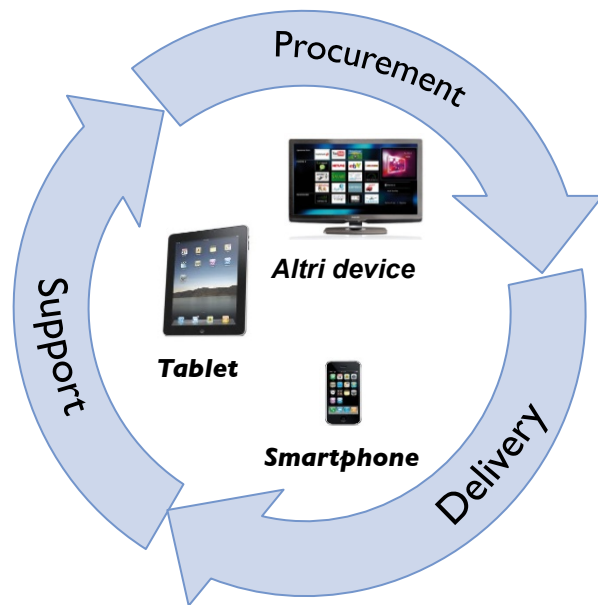 Procurement
Altri device
Tablet
Support
Smartphone
Delivery